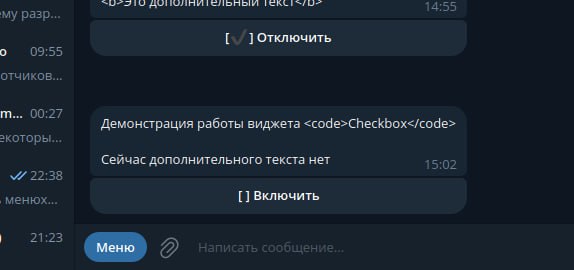 ему разр...
<b>Это дополнительный текст</b>
14:55
[✔] Отключить
о 09:55
отчиков...
m... 00:27
екоторы...
Демонстрация работы виджета <code>Checkbox</code>
Сейчас дополнительного текста нет
15:02
22:38
ь менюх...
[ ] Включить
) 21:23
Меню
Написать сообщение...